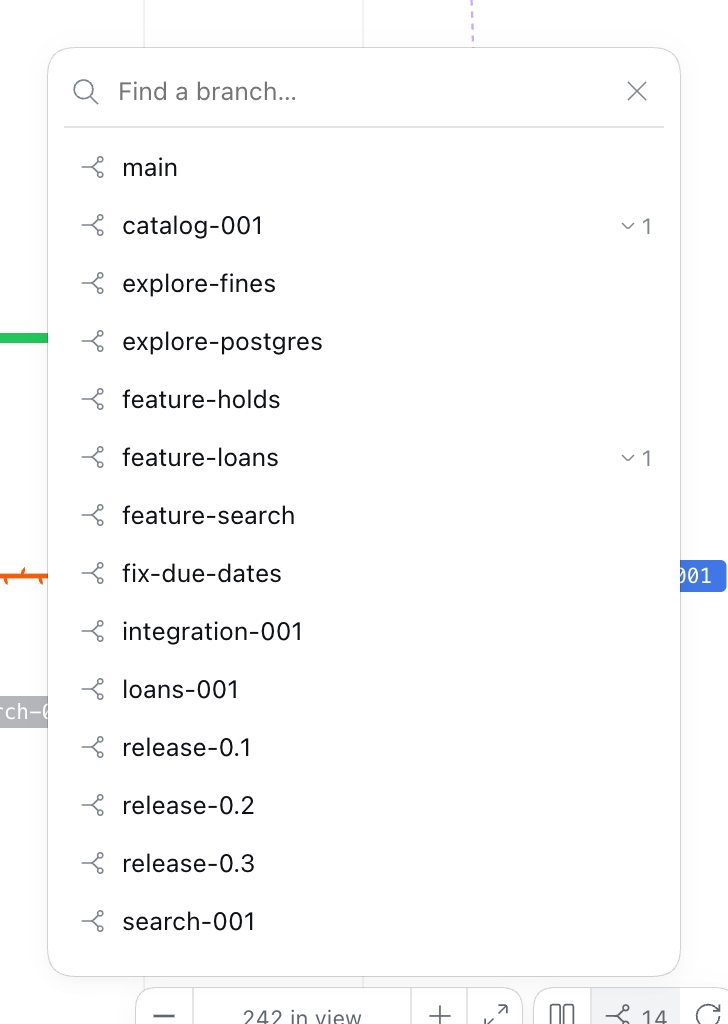 Find a branch...
main
catalog-001 1
explore-fines
explore-postgres
feature-holds
feature-loans 1
feature-search
fix-due-dates
001
integration-001
loans-001
rch-0
release-0.1
release-0.2
release-0.3
search-001
242 in view 14